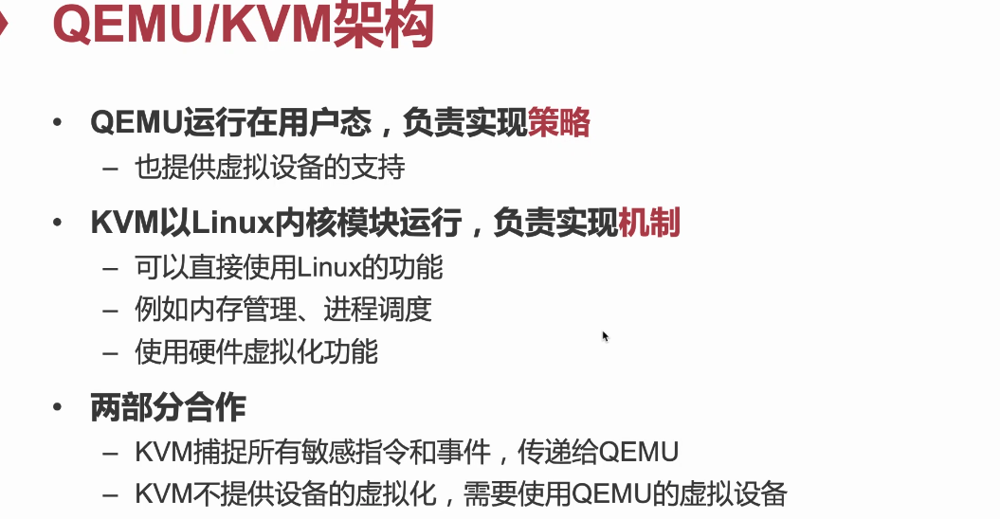 QEMU/KVM架构
• QEMU运行在用户态，负责实现策略
– 也提供虚拟设备的支持
• KVM以Linux内核模块运行，负责实现机制
– 可以直接使用Linux的功能
– 例如内存管理、进程调度
– 使用硬件虚拟化功能
• 两部分合作
– KVM捕捉所有敏感指令和事件，传递给QEMU
– KVM不提供设备的虚拟化，需要使用QEMU的虚拟设备